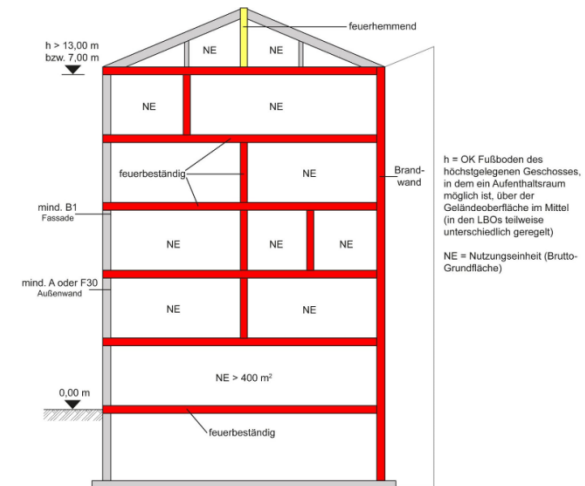 feuerhemmend
h > 13,00 m
bzw. 7,00 m
NE
NE
NE
NE
feuerbeständig
NE
Brand-
wand
h = OK Fußboden des
höchstgelegenen Geschosses,
in dem ein Aufenthaltsraum
möglich ist, über der
Geländeoberfläche im Mittel
(in den LBOs teilweise
unterschiedlich geregelt)
NE = Nutzungseinheit (Brutto-
Grundfläche)
mind. B1
Fassade
NE
NE
NE
mind. A oder F30
Außenwand
NE
NE
NE > 400 m²
0,00 m
feuerbeständig